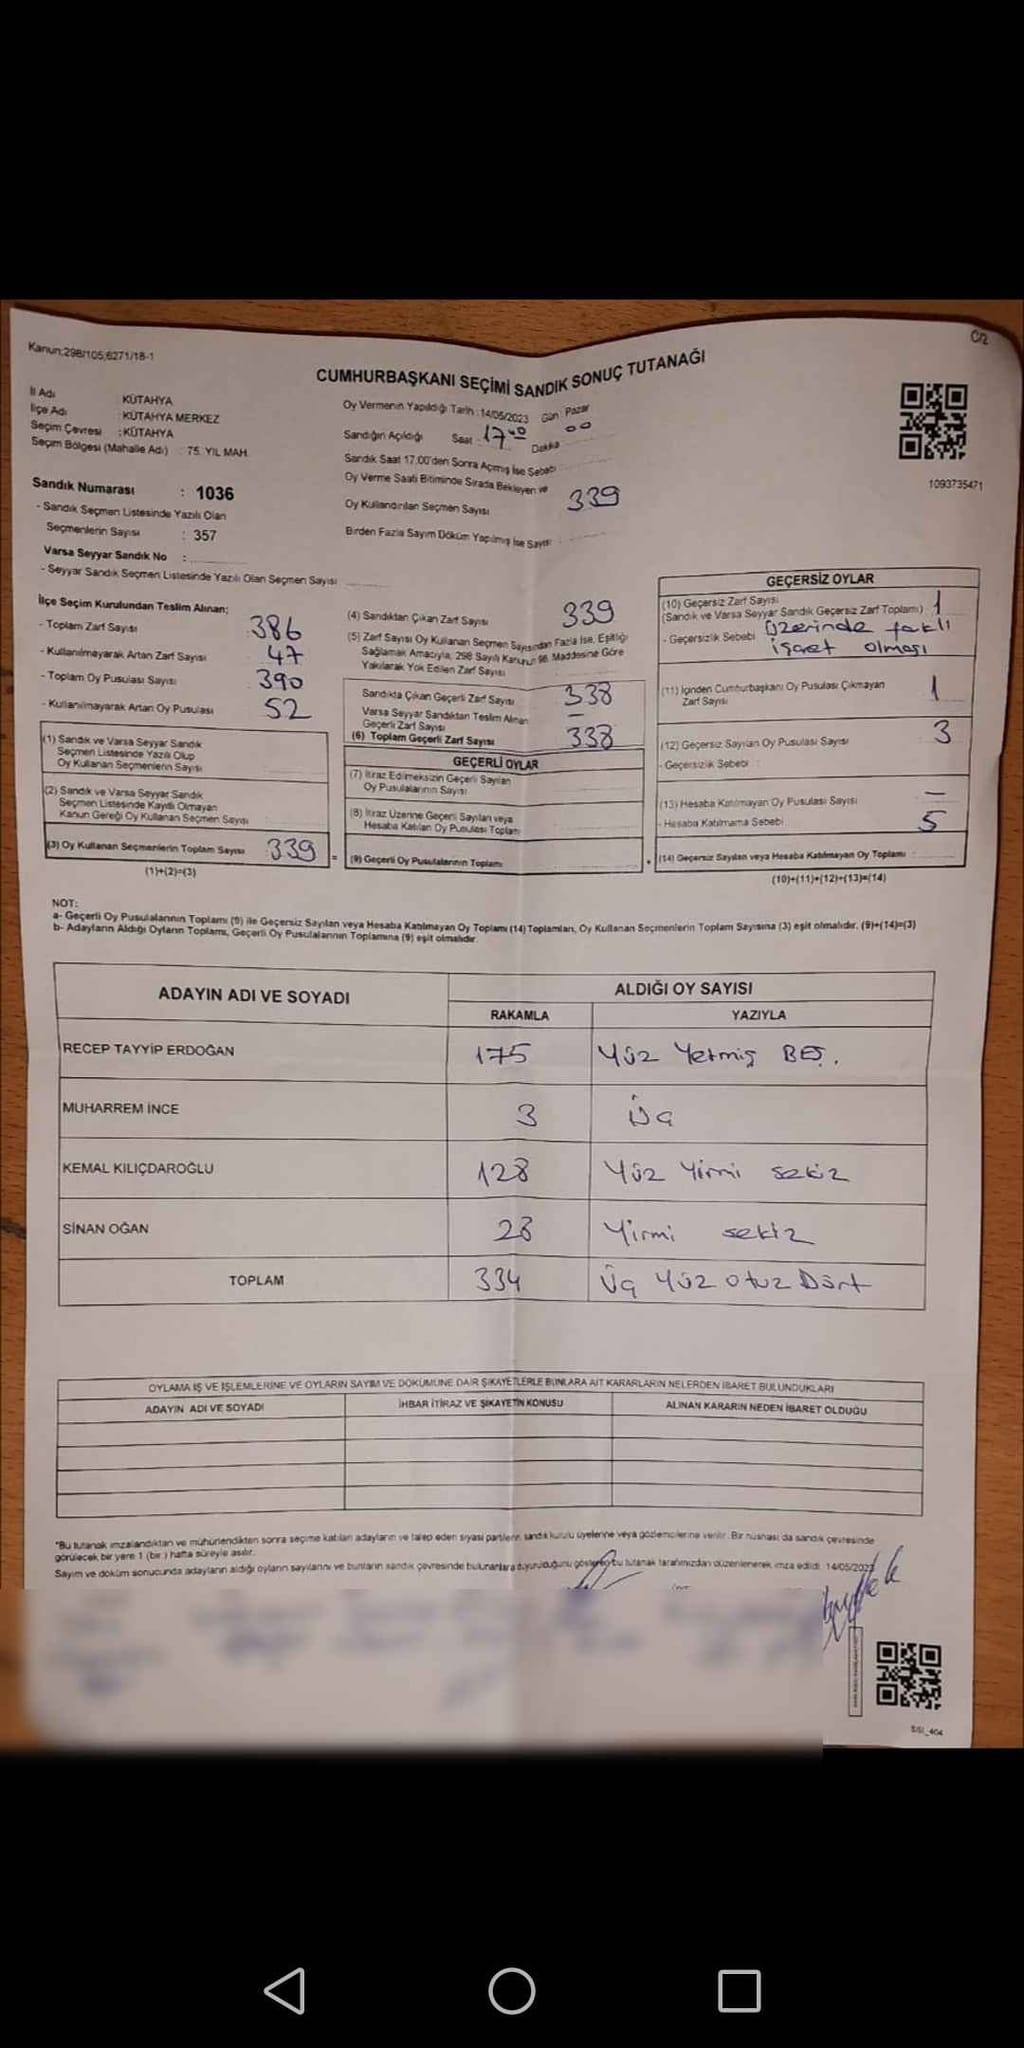 C/2
Kanun:298/105;6271/18-1
CUMHURBAŞKANI SEÇİMİ SANDIK SONUÇ TUTANAĞI
İl Adı KÜTAHYA
İlçe Adı : KÜTAHYA MERKEZ
Seçim Çevresi : KÜTAHYA
Seçim Bölgesi (Mahalle Adı) : 75. YIL MAH.
Oy Vermenin Yapıldığı Tarih : 14/05/2023 Gün : Pazar
Sandığın Açıldığı Saat : 17 00 Dakika 00
Sandık Saat 17.00'den Sonra Açılmış İse Sebebi
Oy Verme Saati Bitiminde Sırada Bekleyen ve
Oy Kullandırılan Seçmen Sayısı 339
Birden Fazla Sayım Döküm Yapılmış İse Sayısı
1093735471
Sandık Numarası : 1036
- Sandık Seçmen Listesinde Yazılı Olan
Seçmenlerin Sayısı : 357
Varsa Seyyar Sandık No :
- Seyyar Sandık Seçmen Listesinde Yazılı Olan Seçmen Sayısı
İlçe Seçim Kurulundan Teslim Alınan;
- Toplam Zarf Sayısı 386
- Kullanılmayarak Artan Zarf Sayısı 47
- Toplam Oy Pusulası Sayısı 390
- Kullanılmayarak Artan Oy Pusulası 52
(1) Sandık ve Varsa Seyyar Sandık
Seçmen Listesinde Yazılı Olup
Oy Kullanan Seçmenlerin Sayısı
(2) Sandık ve Varsa Seyyar Sandık
Seçmen Listesinde Kayıtlı Olmayan
Kanun Gereği Oy Kullanan Seçmen Sayısı
(3) Oy Kullanan Seçmenlerin Toplam Sayısı 339 =
(1)+(2)=(3)
(4) Sandıktan Çıkan Zarf Sayısı 339
(5) Zarf Sayısı Oy Kullanan Seçmen Sayısından Fazla İse, Eşitliği
Sağlamak Amacıyla, 298 Sayılı Kanunun 98. Maddesine Göre
Yakılarak Yok Edilen Zarf Sayısı
Sandıkta Çıkan Geçerli Zarf Sayısı 338
Varsa Seyyar Sandıktan Teslim Alınan
Geçerli Zarf Sayısı –
(6) Toplam Geçerli Zarf Sayısı 338
GEÇERLİ OYLAR
(7) İtiraz Edilmeksizin Geçerli Sayılan
Oy Pusulalarının Sayısı
(8) İtiraz Üzerine Geçerli Sayılan veya
Hesaba Katılan Oy Pusulası Toplam
(9) Geçerli Oy Pusulalarının Toplamı +
GEÇERSİZ OYLAR
(10) Geçersiz Zarf Sayısı
(Sandık ve Varsa Seyyar Sandık Geçersiz Zarf Toplamı) 1
- Geçersizlik Sebebi üzerinde faklı
işaret olması
(11) İçinden Cumhurbaşkanı Oy Pusulası Çıkmayan
Zarf Sayısı 1
(12) Geçersiz Sayılan Oy Pusulası Sayısı 3
- Geçersizlik Sebebi :
(13) Hesaba Katılmayan Oy Pusulası Sayısı –
- Hesaba Katılmama Sebebi 5
(14) Geçersiz Sayılan veya Hesaba Katılmayan Oy Toplamı
(10)+(11)+(12)+(13)=(14)
NOT:
a- Geçerli Oy Pusulalarının Toplamı (9) ile Geçersiz Sayılan veya Hesaba Katılmayan Oy Toplamı (14) Toplamları, Oy Kullanan Seçmenlerin Toplam Sayısına (3) eşit olmalıdır. (9)+(14)=(3)
b- Adayların Aldığı Oyların Toplamı, Geçerli Oy Pusulalarının Toplamına (9) eşit olmalıdır.
ADAYIN ADI VE SOYADI ALDIĞI OY SAYISI
RAKAMLA YAZIYLA
RECEP TAYYİP ERDOĞAN 175 Yüz Yetmiş BEŞ.
MUHARREM İNCE 3 Üç
KEMAL KILIÇDAROĞLU 128 Yüz Yirmi sekiz
SİNAN OĞAN 28 Yirmi sekiz
TOPLAM 334 Üç Yüz otuz Dört
OYLAMA İŞ VE İŞLEMLERİNE VE OYLARIN SAYIM VE DÖKÜMÜNE DAİR ŞİKAYETLERLE BUNLARA AİT KARARLARIN NELERDEN İBARET BULUNDUKLARI
ADAYIN ADI VE SOYADI İHBAR İTİRAZ VE ŞİKAYETİN KONUSU ALINAN KARARIN NEDEN İBARET OLDUĞU
*Bu tutanak imzalandıktan ve mühürlendikten sonra seçime katılan adayların ve talep eden siyasi partilerin sandık kurulu üyelerine veya gözlemcilerine verilir. Bir nüshası da sandık çevresinde
görülecek bir yere 1 (bir) hafta süreyle asılır.
Sayım ve döküm sonucunda adayların aldığı oyların sayılarını ve bunların sandık çevresinde bulunanlara duyurulduğunu gösteren bu tutanak tarafımızdan düzenlenerek imza edildi. 14/05/2023
SSI_404